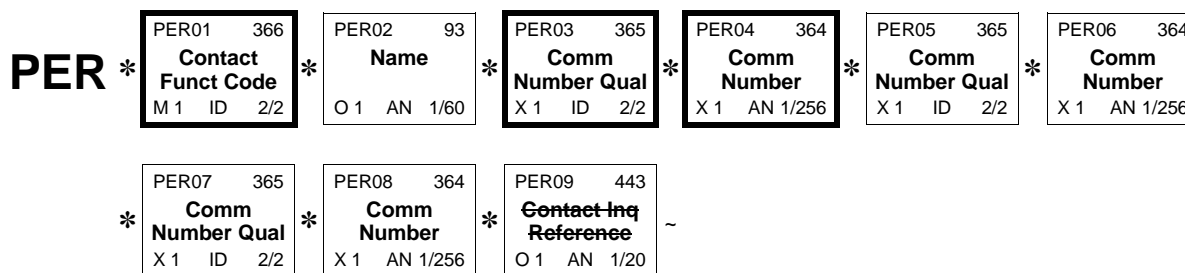 PER01 366 PER02 93 PER03 365 PER04 364 PER05 365 PER06 364
PER * Contact * Name * Comm * Comm * Comm * Comm
Funct Code Number Qual Number Number Qual Number
M 1 ID 2/2 O 1 AN 1/60 X 1 ID 2/2 X 1 AN 1/256 X 1 ID 2/2 X 1 AN 1/256
PER07 365 PER08 364 PER09 443
* Comm * Comm * Contact Inq ~
Number Qual Number Reference
X 1 ID 2/2 X 1 AN 1/256 O 1 AN 1/20